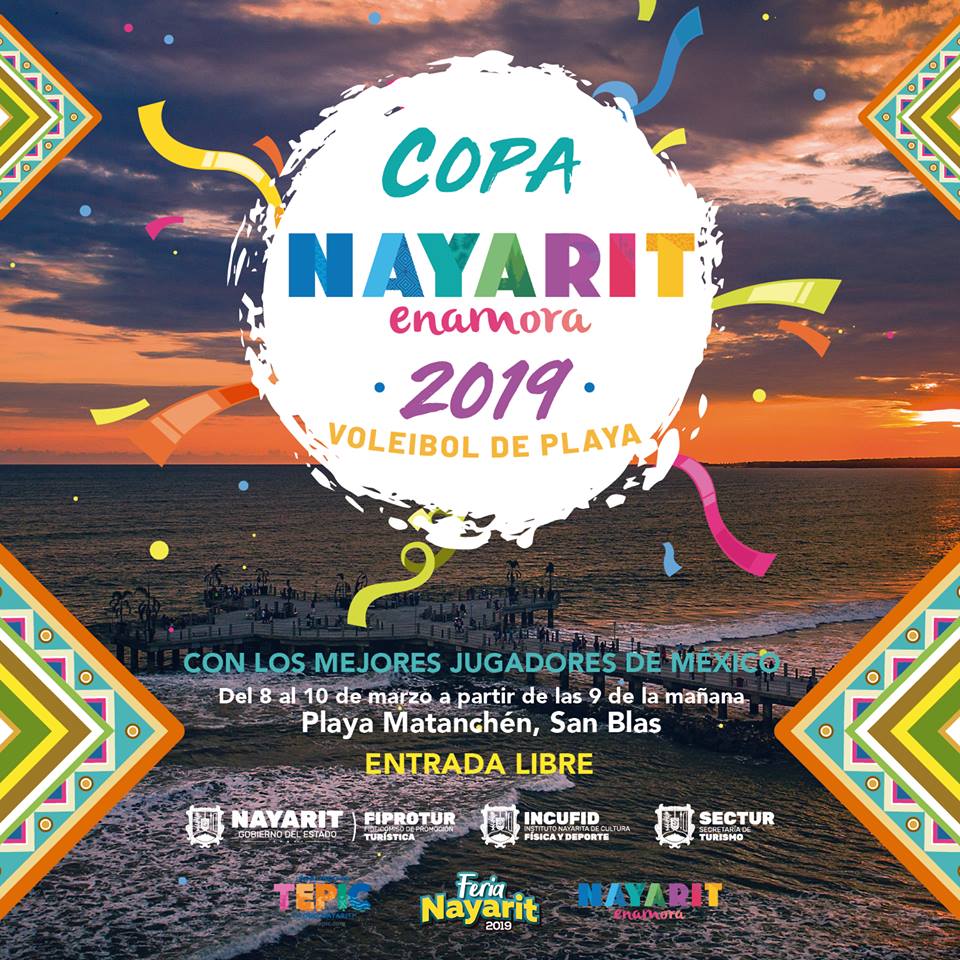 COPA
NAYARIT
enamora
· 2019 ·
VOLEIBOL DE PLAYA
CON LOS MEJORES JUGADORES DE MÉXICO
Del 8 al 10 de marzo a partir de las 9 de la mañana
Playa Matanchén, San Blas
ENTRADA LIBRE
NAYARIT
GOBIERNO DEL ESTADO
FIPROTUR
FIDEICOMISO DE PROMOCIÓN
TURÍSTICA
INCUFID
INSTITUTO NAYARITA DE CULTURA
FÍSICA Y DEPORTE
SECTUR
SECRETARÍA DE
TURISMO
TEPIC
Feria
Nayarit
2019
NAYARIT
enamora